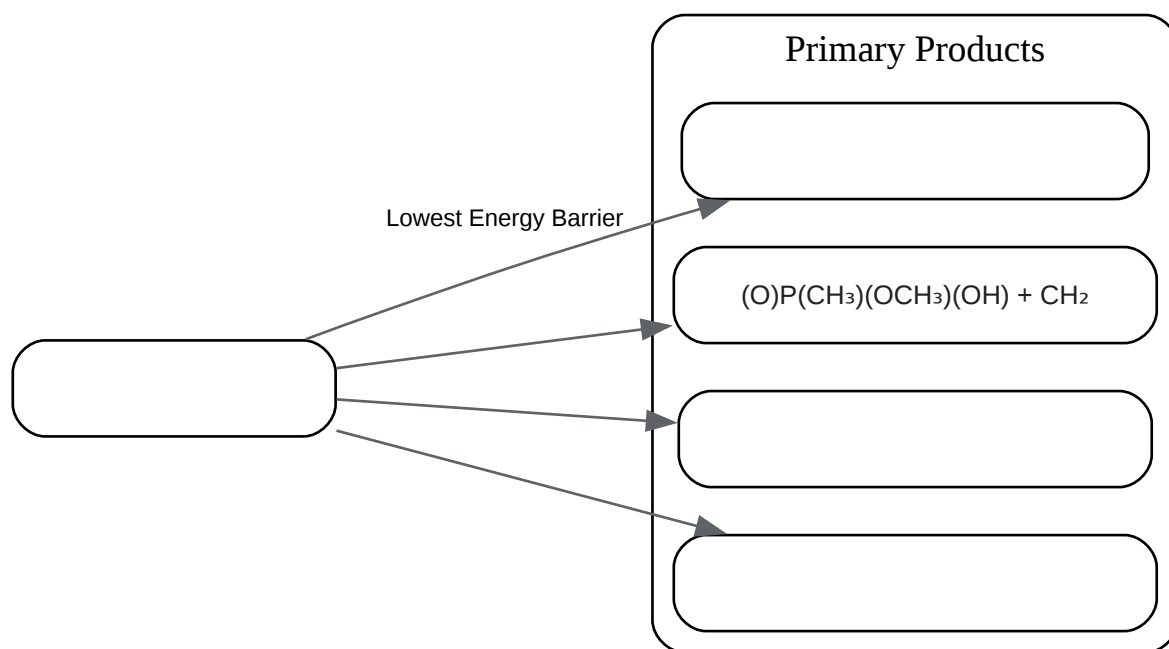 Primary Products
Lowest Energy Barrier
(O)P(CH₃)(OCH₃)(OH) + CH₂